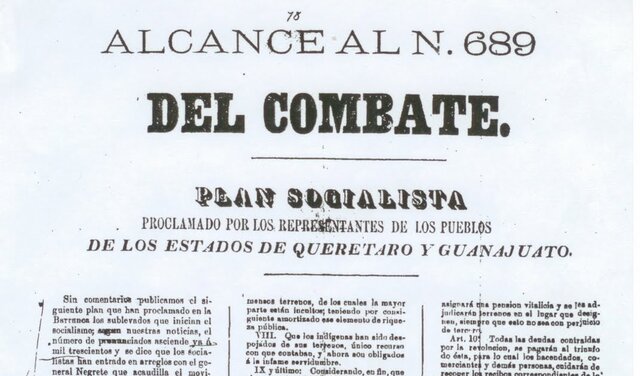 78
ALCANCE AL N. 689
DEL COMBATE.
PLAN SOCIALISTA
PROCLAMADO POR LOS REPRESENTANTES DE LOS PUEBLOS
DE LOS ESTADOS DE QUERETARO Y GUANAJUATO.
Sin comentarios publicamos el si-
guiente plan que han proclamado en la
Barranca los sublevados que inician el
socialismo; segun nuestras noticias, el
número de pronunciados asciende ya á
mil trescientos y se dice que los socia-
listas han entrado en arreglos con el ge-
neral Negrete que acaudilla el movi-
mensos terrenos, de los cuales la mayor
parte están incultos; teniendo por consi-
guiente amortizado ese elemento de rique-
za pública.
VIII. Que los indígenas han sido des-
pojados de sus terrenos, único recurso
con que contaban, y ahora son obligados
á la infame servidumbre.
IX y último: Considerando, en fin, que
asignará una pension vitalicia y se les ad-
judicarán terrenos en el lugar que desig-
nen, siempre que esto no sea con perjuicio
de tercero.
Art. 10.º Todas las deudas contraidas
por la revolucion, se pagarán al triunfo
de ésta, para lo cual los hacendados, co-
merciantes y demás personas, cuidarán de
recoger los recibos correspondientes de la